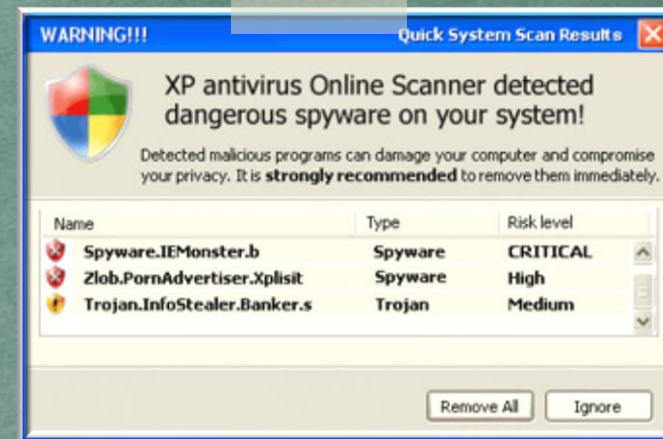 WARNING!!! Quick System Scan Results
XP antivirus Online Scanner detected
dangerous spyware on your system!
Detected malicious programs can damage your computer and compromise
your privacy. It is strongly recommended to remove them immediately.
Name Type Risk level
Spyware.IEMonster.b Spyware CRITICAL
Zlob.PornAdvertiser.Xplisit Spyware High
Trojan.InfoStealer.Banker.s Trojan Medium
Remove All Ignore